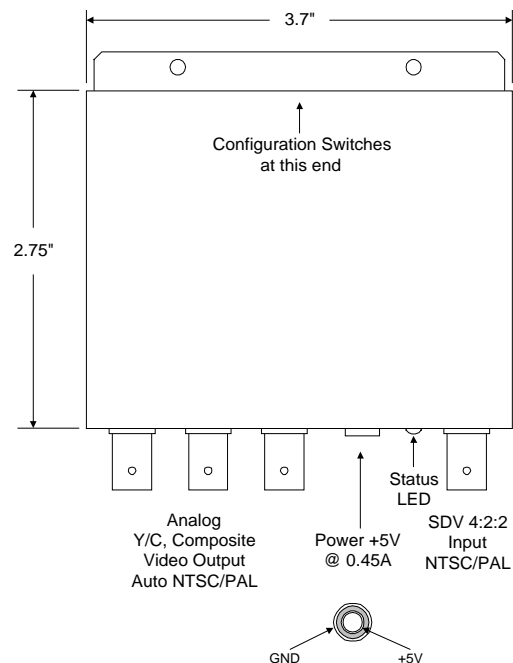 3.7"
Configuration Switches
at this end
2.75"
Analog
Y/C, Composite
Video Output
Auto NTSC/PAL
Power +5V
@ 0.45A
Status
LED
SDV 4:2:2
Input
NTSC/PAL
GND
+5V